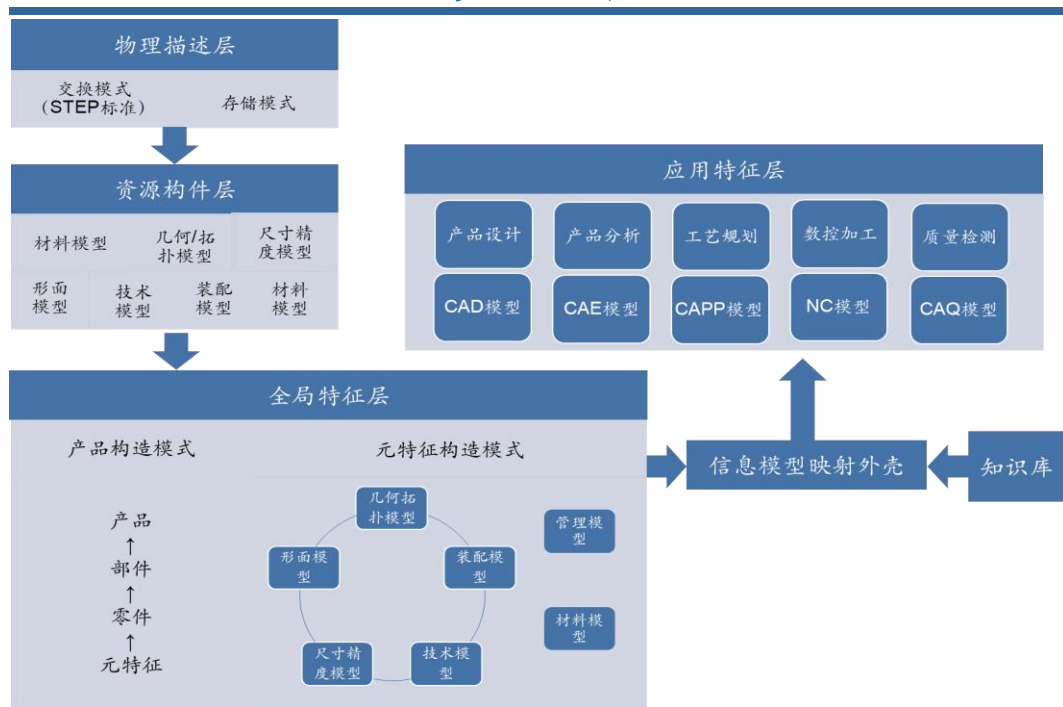 物理描述层
交换模式
(STEP标准)
存储模式
资源构件层
材料模型
几何/拓
扑模型
尺寸精
度模型
形面
模型
技术
模型
装配
模型
材料
模型
应用特征层
产品设计
产品分析
工艺规划
数控加工
质量检测
CAD模型
CAE模型
CAPP模型
NC模型
CAQ模型
全局特征层
产品构造模式
元特征构造模式
产品
↑
部件
↑
零件
↑
元特征
几何拓
扑模型
形面模
型
装配模
型
尺寸精
度模型
技术模
型
管理模
型
材料模
型
信息模型映射外壳
知识库